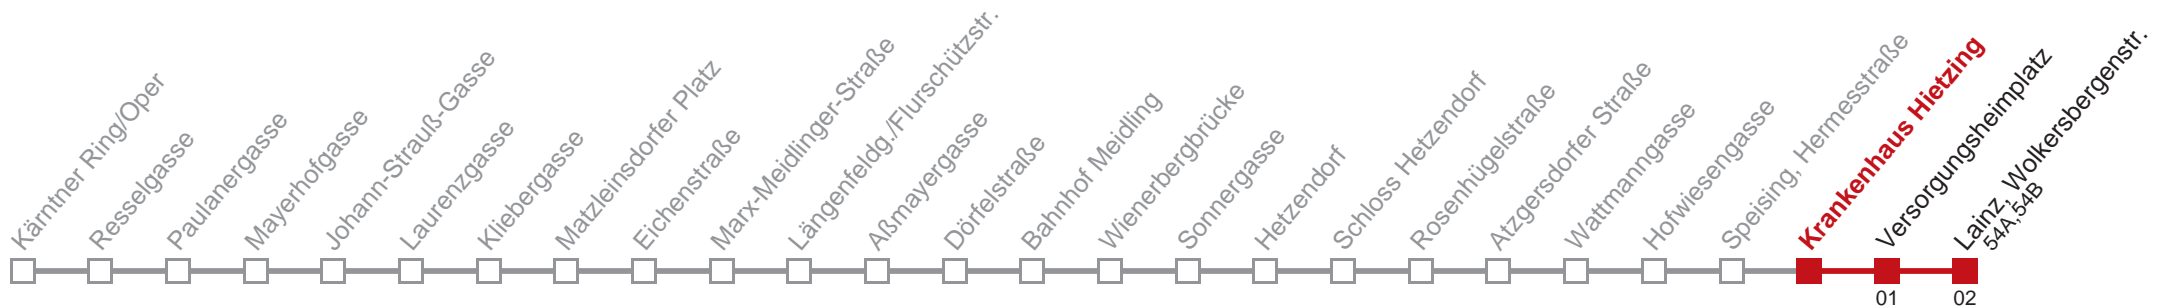 Kärntner Ring/Oper
Resselgasse
Paulanergasse
Mayerhofgasse
Johann-Strauß-Gasse
Laurenzgasse
Kliebergasse
Matzleinsdorfer Platz
Eichenstraße
Marx-Meidlinger-Straße
Längenfeldg./Flurschützstr.
Aßmayergasse
Dörfelstraße
Bahnhof Meidling
Wienerbergbrücke
Sonnergasse
Hetzendorf
Schloss Hetzendorf
Rosenhügelstraße
Atzgersdorfer Straße
Wattmanngasse
Hofwiesengasse
Speising, Hermesstraße
Krankenhaus Hietzing
Versorgungsheimplatz
Lainz, Wolkersbergenstr.
54A,54B
01
02